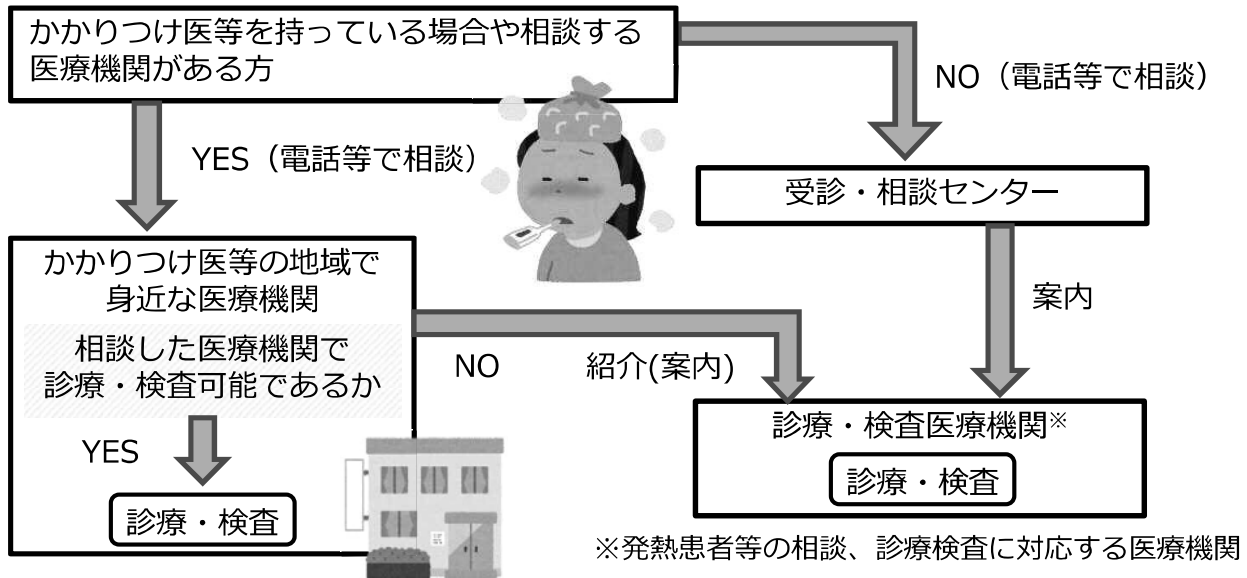 かかりつけ医等を持っている場合や相談する
医療機関がある方
NO（電話等で相談）
YES（電話等で相談）
受診・相談センター
かかりつけ医等の地域で
身近な医療機関
案内
相談した医療機関で
診療・検査可能であるか
NO
紹介(案内)
YES
診療・検査医療機関※
診療・検査
診療・検査
※発熱患者等の相談、診療検査に対応する医療機関